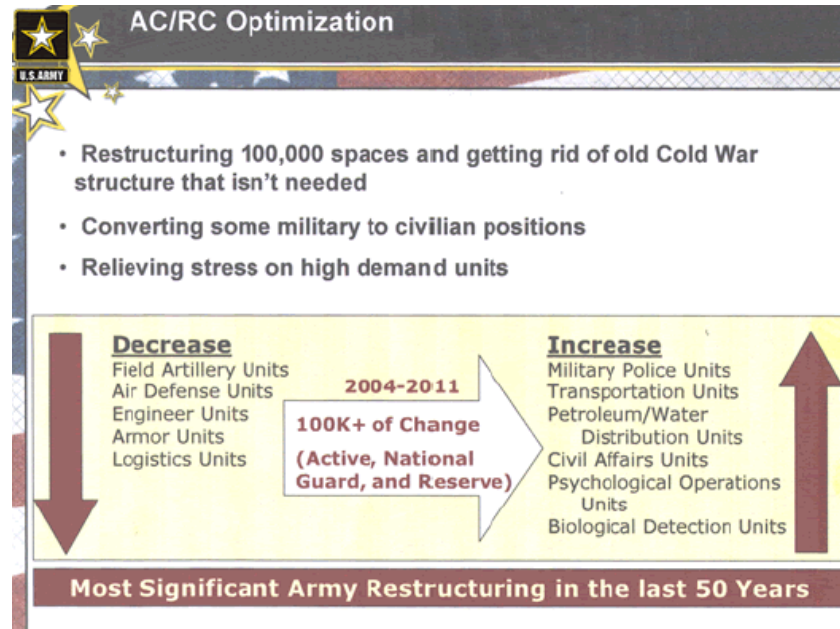 AC/RC Optimization
U.S.ARMY
• Restructuring 100,000 spaces and getting rid of old Cold War
structure that isn't needed
• Converting some military to civilian positions
• Relieving stress on high demand units
Decrease
Field Artillery Units
Air Defense Units
Engineer Units
Armor Units
Logistics Units
2004-2011
100K+ of Change
(Active, National
Guard, and Reserve)
Increase
Military Police Units
Transportation Units
Petroleum/Water
Distribution Units
Civil Affairs Units
Psychological Operations
Units
Biological Detection Units
Most Significant Army Restructuring in the last 50 Years